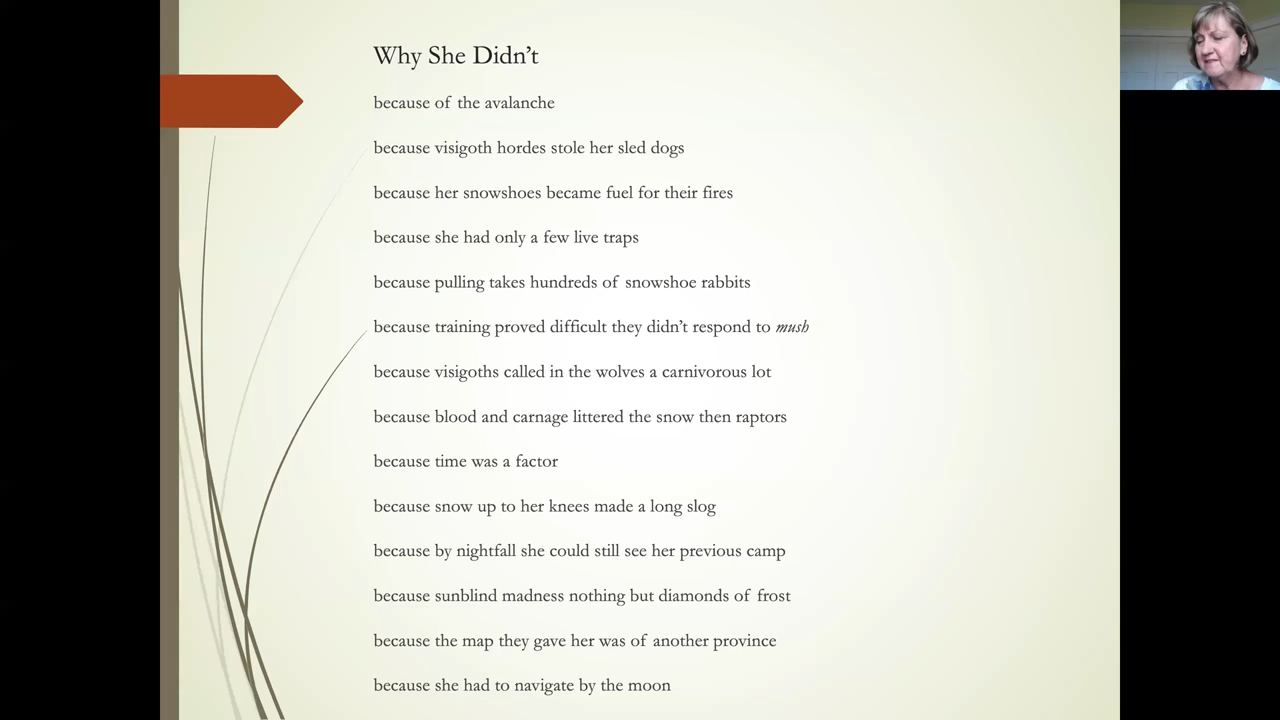 Why She Didn’t
because of the avalanche
because visigoth hordes stole her sled dogs
because her snowshoes became fuel for their fires
because she had only a few live traps
because pulling takes hundreds of snowshoe rabbits
because training proved difficult they didn’t respond to mush
because visigoths called in the wolves a carnivorous lot
because blood and carnage littered the snow then raptors
because time was a factor
because snow up to her knees made a long slog
because by nightfall she could still see her previous camp
because sunblind madness nothing but diamonds of frost
because the map they gave her was of another province
because she had to navigate by the moon